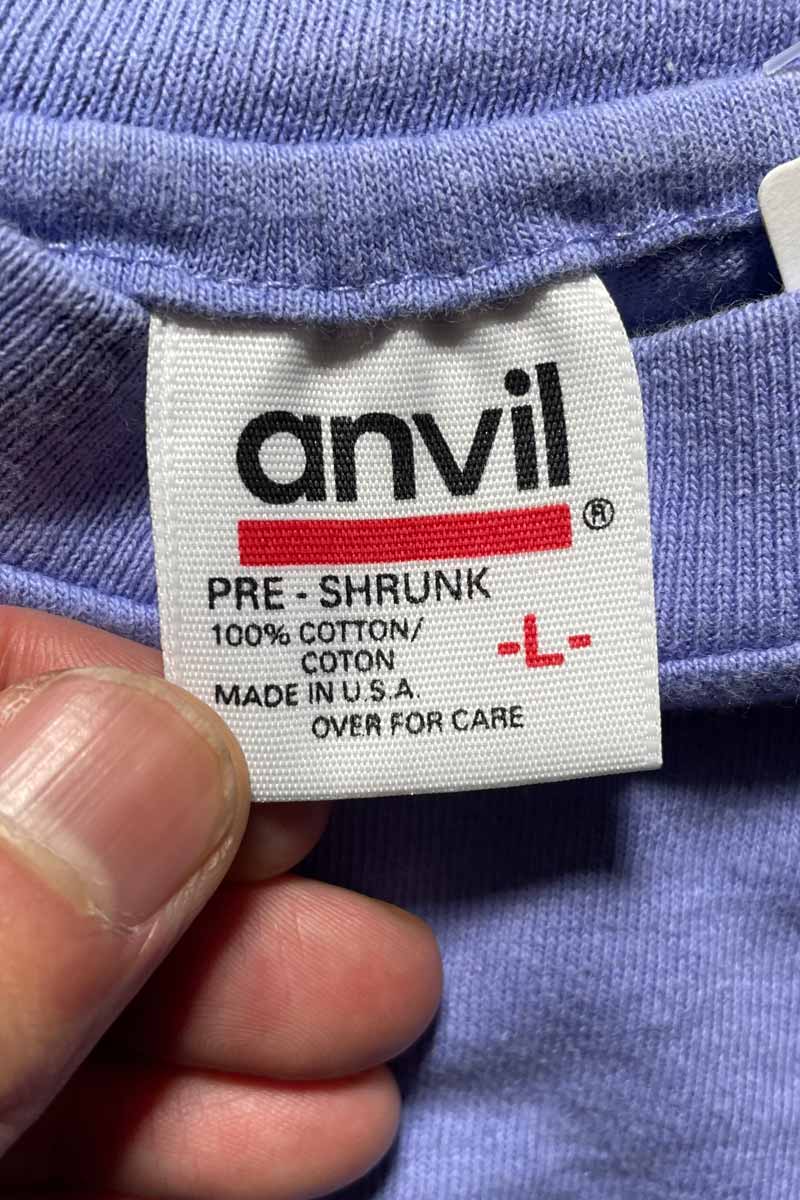 anvil®
PRE - SHRUNK
100% COTTON/
COTON
-L-
MADE IN U.S.A.
OVER FOR CARE